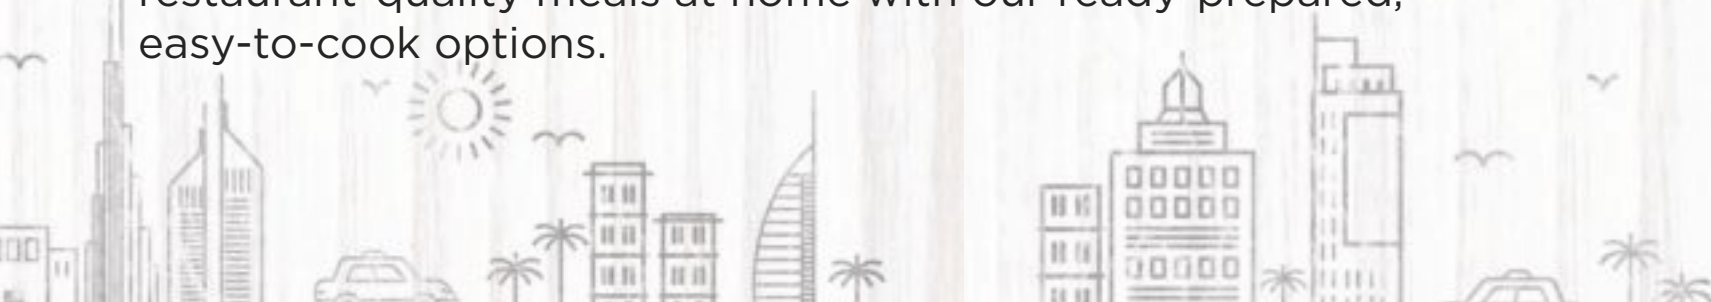 restaurant-quality meals at home with our ready-prepared,
easy-to-cook options.